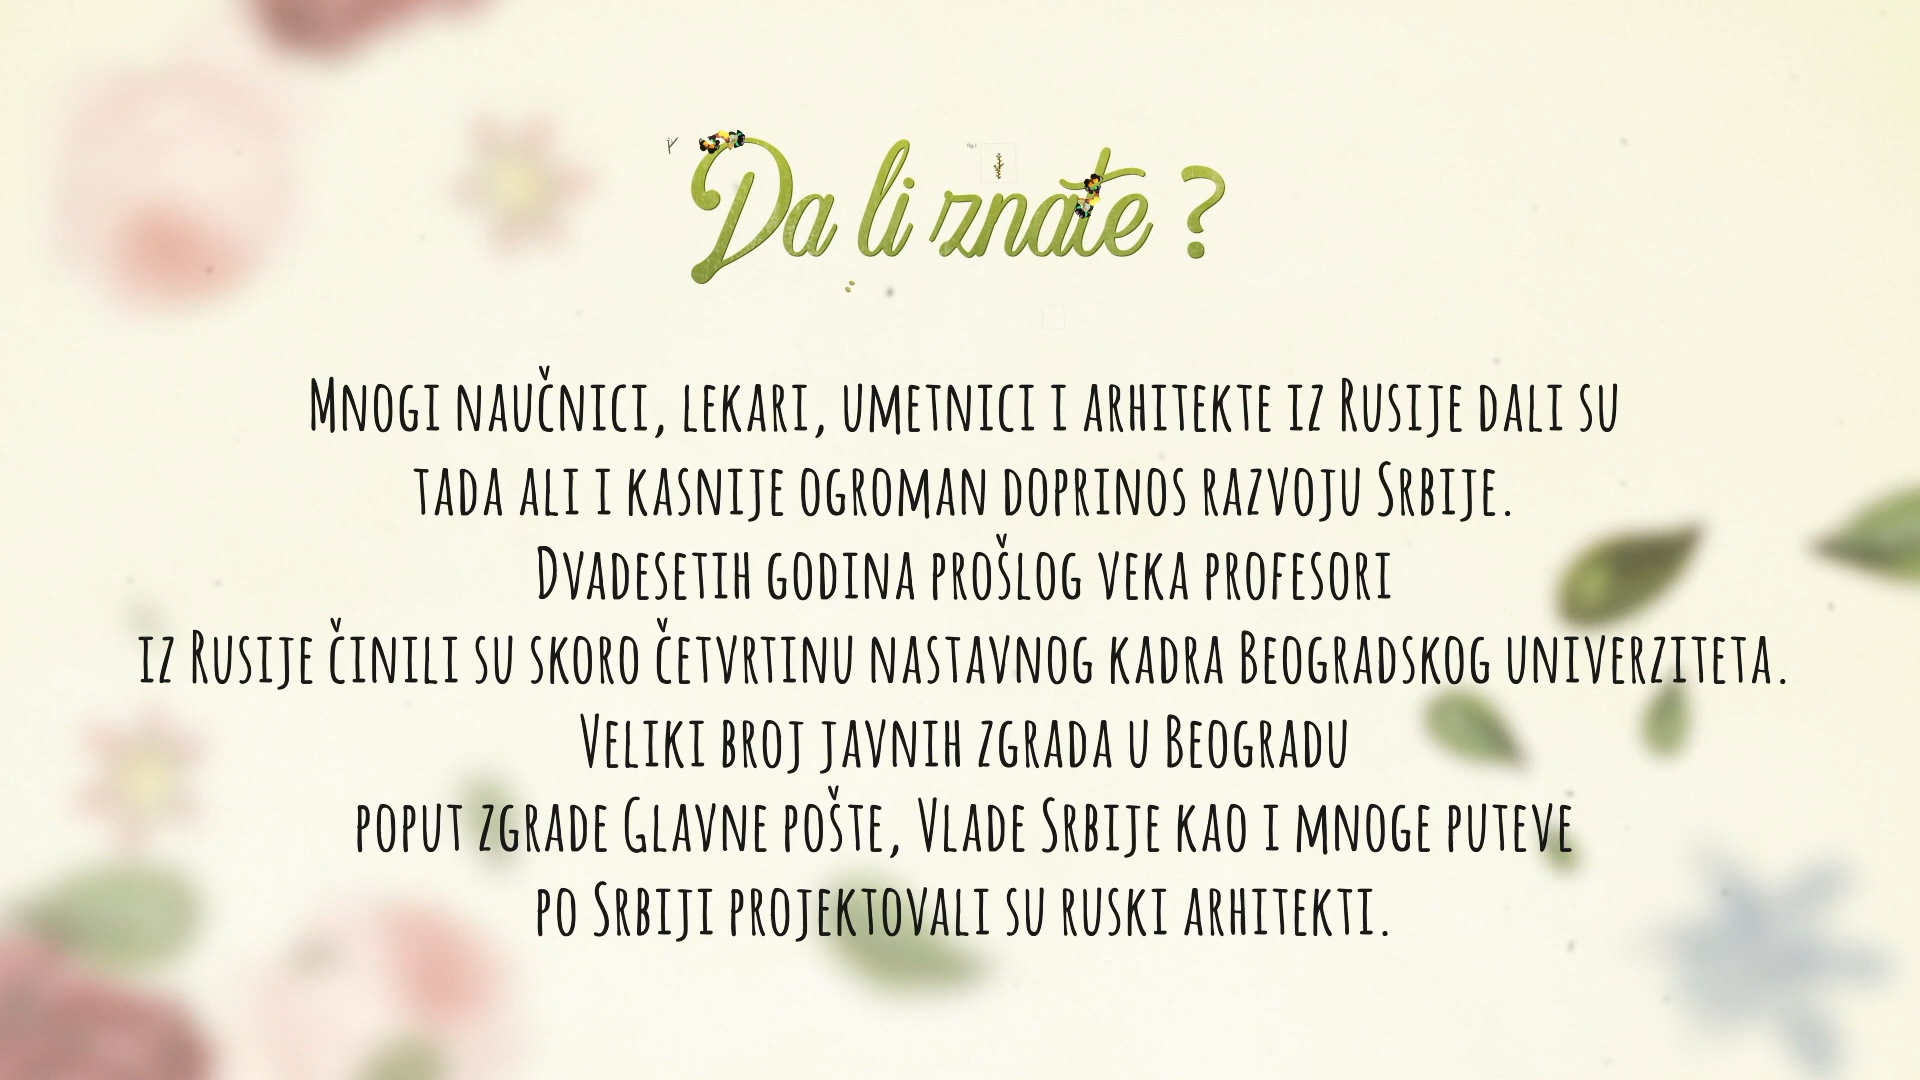 Da li znate ?
Mnogi naučnici, lekari, umetnici i arhitekte iz Rusije dali su
tada ali i kasnije ogroman doprinos razvoju Srbije.
Dvadesetih godina prošlog veka profesori
iz Rusije činili su skoro četvrtinu nastavnog kadra Beogradskog univerziteta.
Veliki broj javnih zgrada u Beogradu
poput zgrade Glavne pošte, Vlade Srbije kao i mnoge puteve
po Srbiji projektovali su ruski arhitekti.